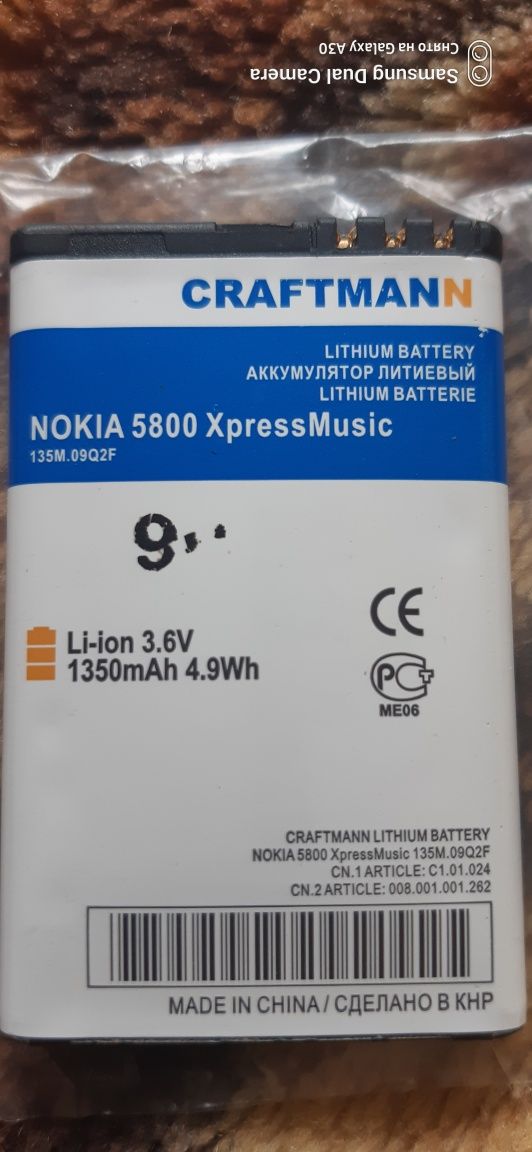 Samsung Dual Camera
Снято на Galaxy A30
CRAFTMANN
LITHIUM BATTERY
АККУМУЛЯТОР ЛИТИЕВЫЙ
LITHIUM BATTERIE
NOKIA 5800 XpressMusic
135M.09Q2F
9
Li-ion 3.6V
1350mAh 4.9Wh
CE
РСТ
ME06
CRAFTMANN LITHIUM BATTERY
NOKIA 5800 XpressMusic 135M.09Q2F
CN.1 ARTICLE: C1.01.024
CN.2 ARTICLE: 008.001.001.262
MADE IN CHINA / СДЕЛАНО В КНР